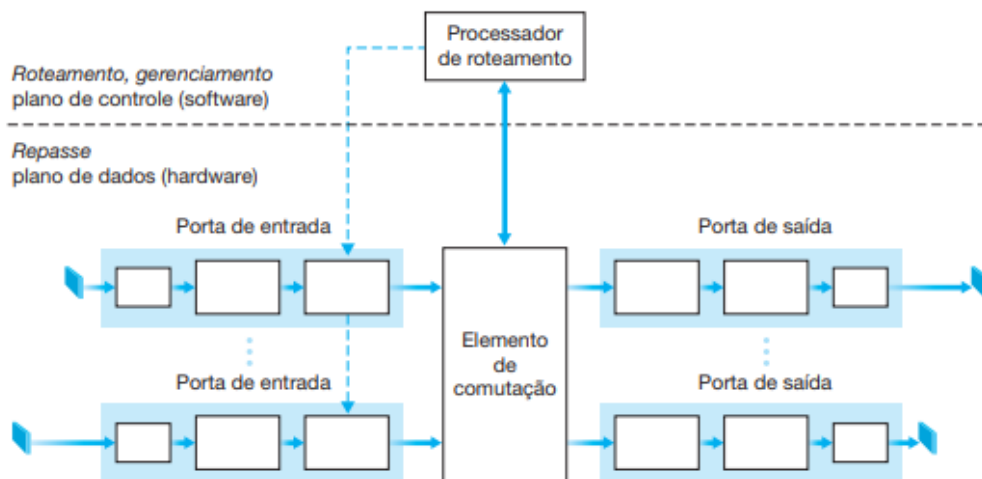 Processador
de roteamento
Roteamento, gerenciamento
plano de controle (software)
Repasse
plano de dados (hardware)
Porta de entrada
Porta de saída
Elemento
de
comutação
Porta de entrada
Porta de saída